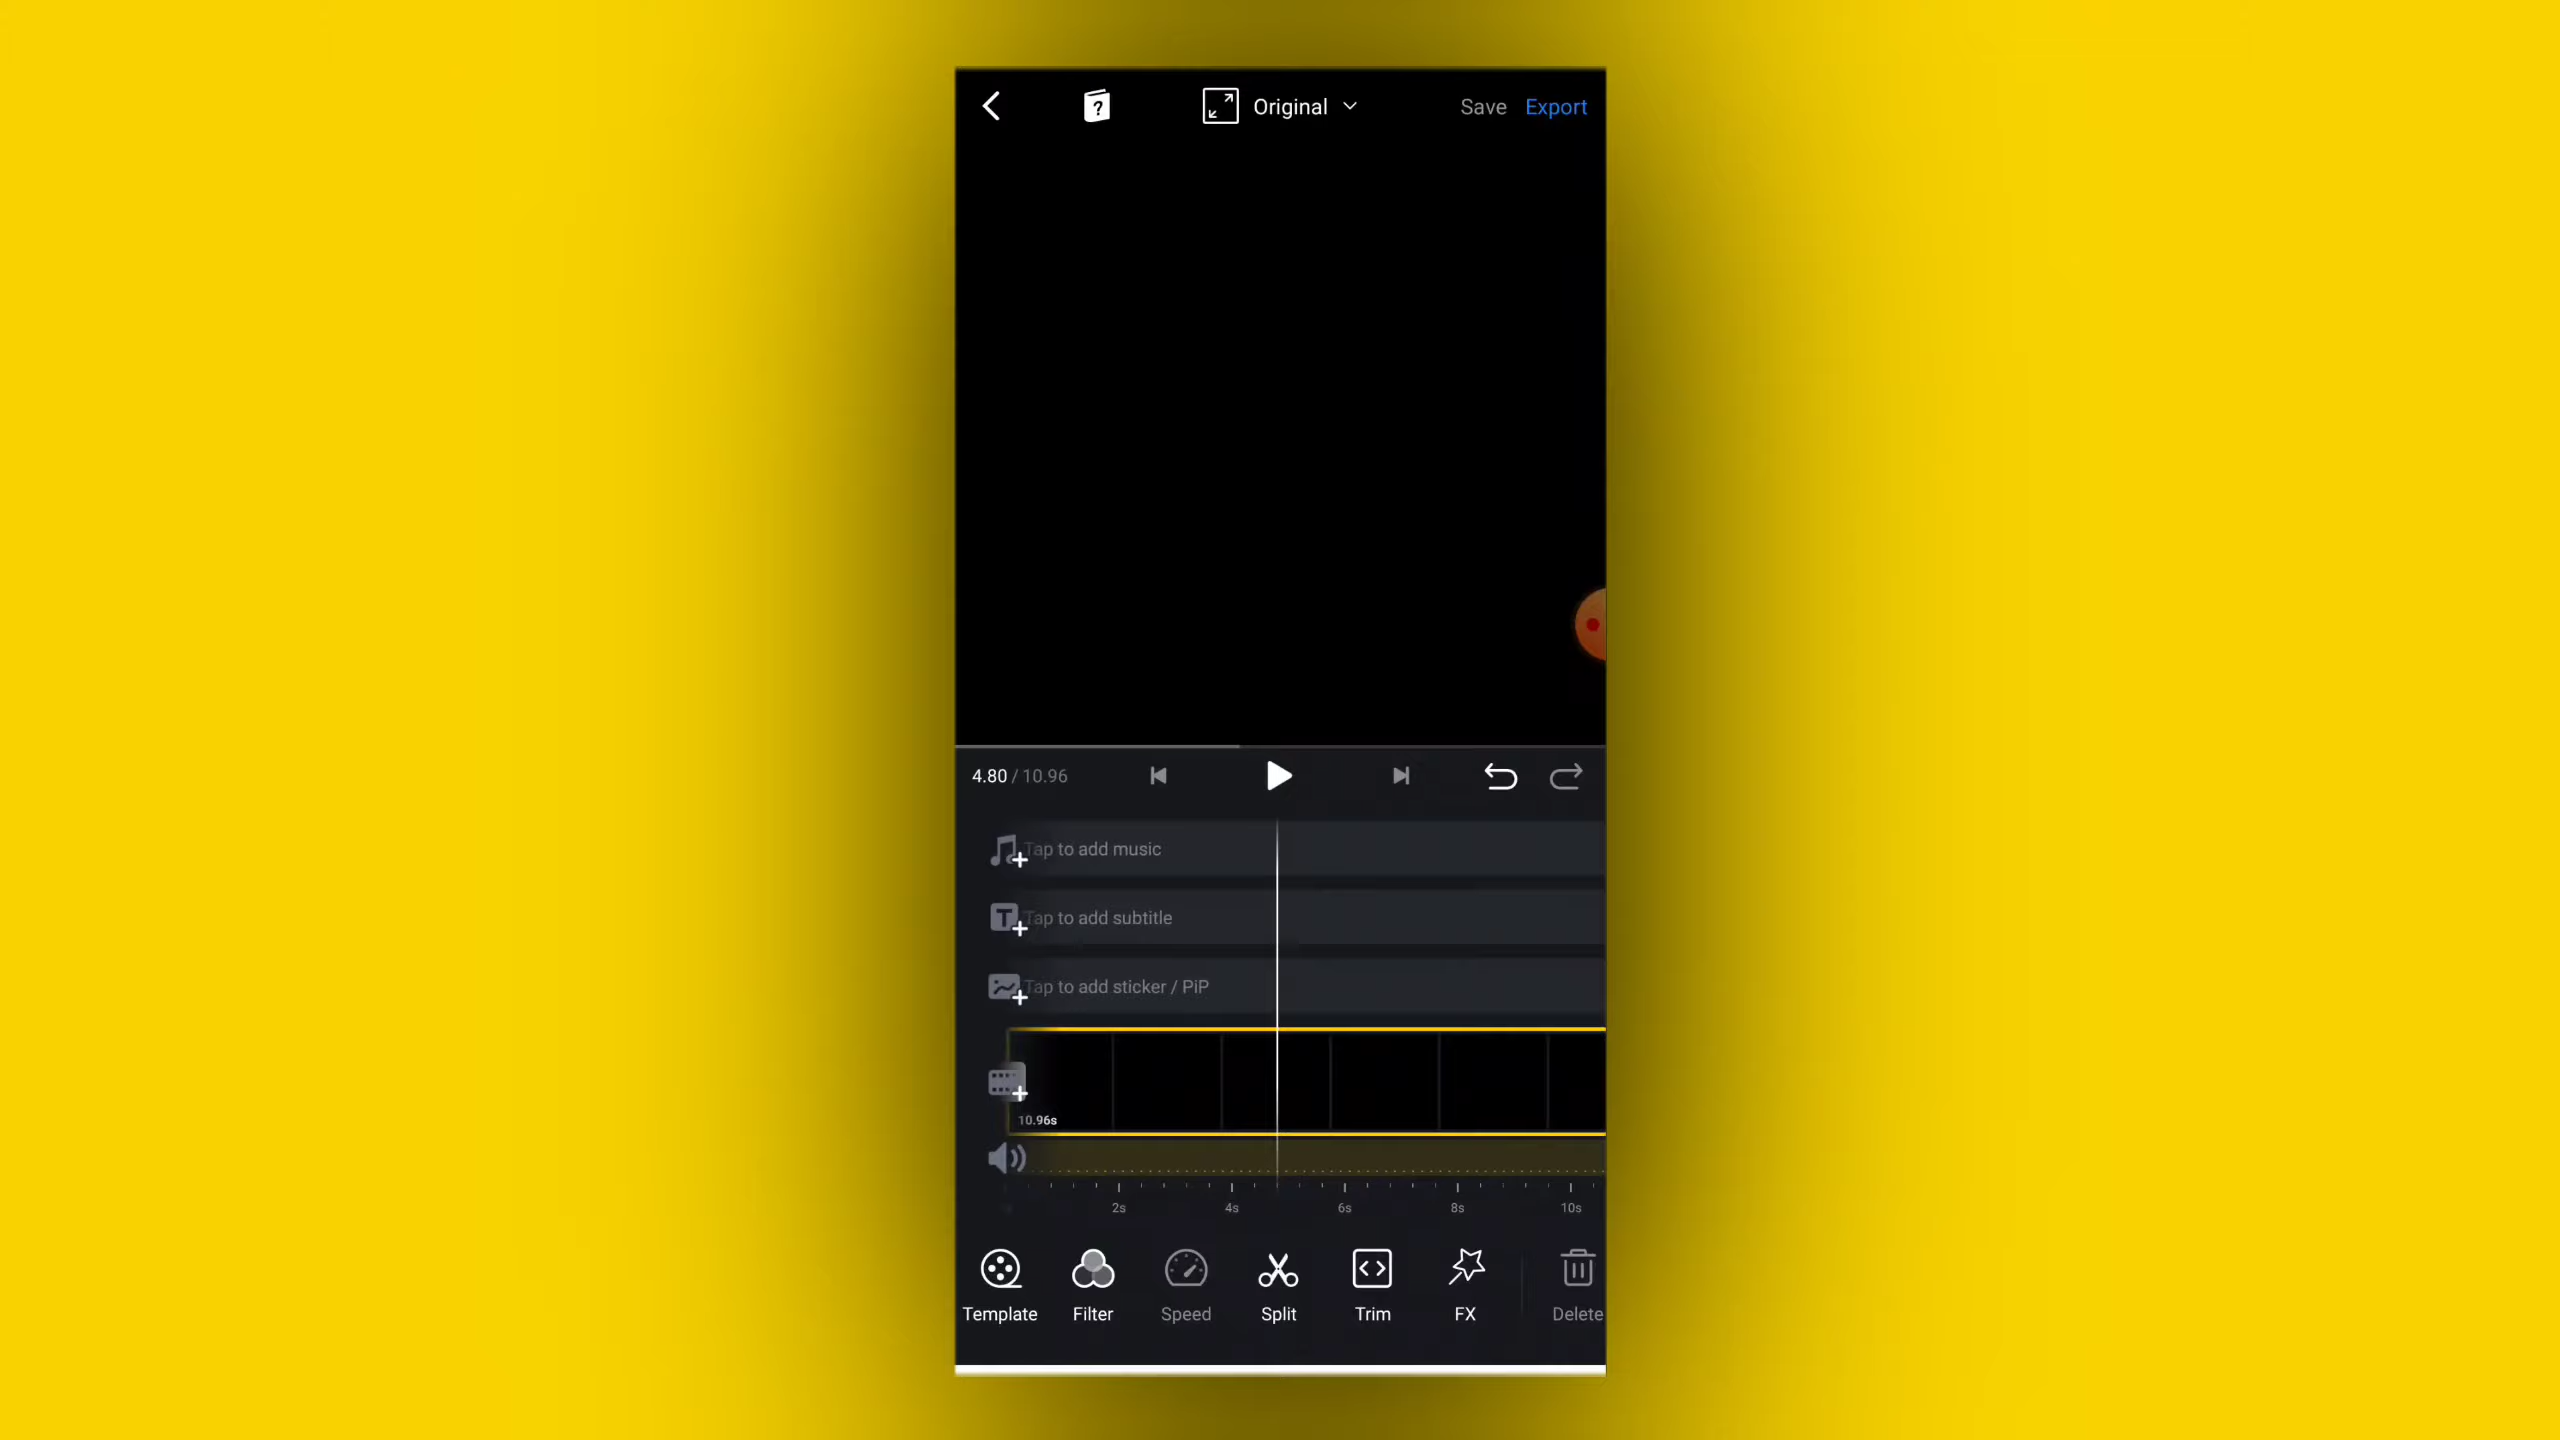 ?
Original
Save Export
4.80 / 10.96
Tap to add music
T
Tap to add subtitle
Tap to add sticker / PiP
10.96s
2s 4s 6s 8s 10s
Template Filter Speed Split Trim FX Delete